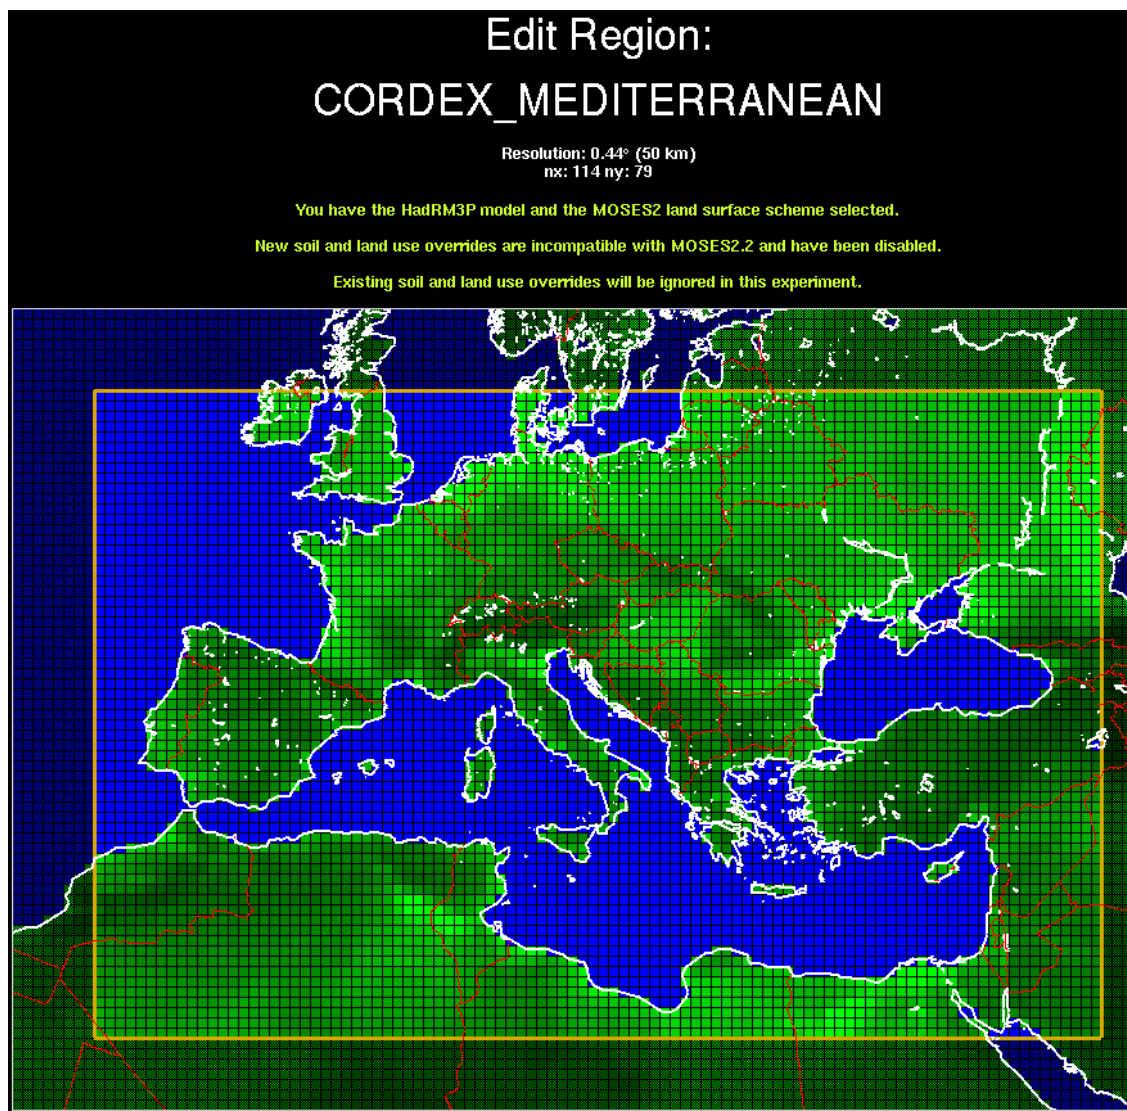 Edit Region:
CORDEX_MEDITERRANEAN
Resolution: 0.44° (50 km)
nx: 114 ny: 79
You have the HadRM3P model and the MOSES2 land surface scheme selected.
New soil and land use overrides are incompatible with MOSES2.2 and have been disabled.
Existing soil and land use overrides will be ignored in this experiment.